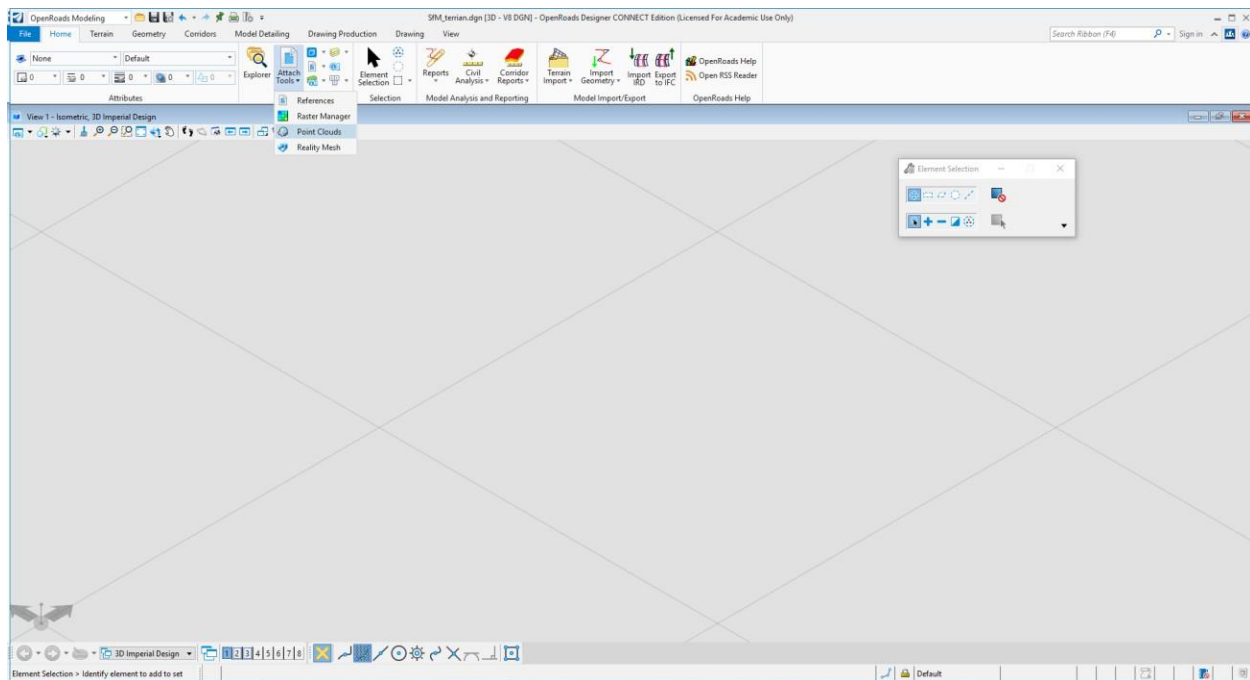 OpenRoads Modeling
SfM_terrian.dgn [3D - V8 DGN] - OpenRoads Designer CONNECT Edition (Licensed For Academic Use Only)
File Home Terrain Geometry Corridors Model Detailing Drawing Production Drawing View
Search Ribbon (F4) Sign in
None Default
0 0 0 0 0
Explorer Attach Tools
Element Selection
Reports Civil Analysis Corridor Reports
Terrain Import Import Geometry Import IRD Export to IFC
OpenRoads Help
Open RSS Reader
Attributes Selection Model Analysis and Reporting Model Import/Export OpenRoads Help
References
Raster Manager
Point Clouds
Reality Mesh
View 1 - Isometric, 3D Imperial Design
Element Selection
3D Imperial Design 1 2 3 4 5 6 7 8
Element Selection > Identify element to add to set
Default